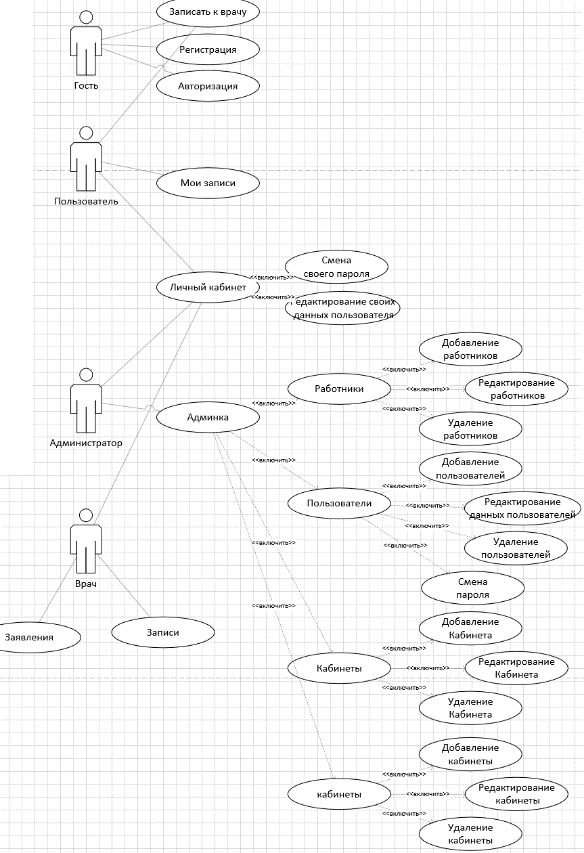 Записать к врачу
Регистрация
Авторизация
Гость
Мои записи
Пользователь
Смена
своего пароля
<<включить>>
Личный кабинет
<<включить>>
едактирование своих
данных пользователя
Добавление
работников
<<включить>>
Работники
<<включить>>
Редактирование
работников
<<включить>>
<<включить>>
Удаление
работников
Админка
Администратор
<<включить>>
Добавление
пользователей
<<включить>>
Пользователи
<<включить>>
Редактирование
данных пользователей
<<включить>>
Удаление
пользователей
<<включить>>
<<включить>>
Врач
Смена
пароля
<<включить>>
Заявления
Записи
Добавление
Кабинета
<<включить>>
Кабинеты
<<включить>>
Редактирование
Кабинета
<<включить>>
Удаление
Кабинета
Добавление
кабинеты
<<включить>>
кабинеты
<<включить>>
Редактирование
кабинеты
<<включить>>
Удаление
кабинеты